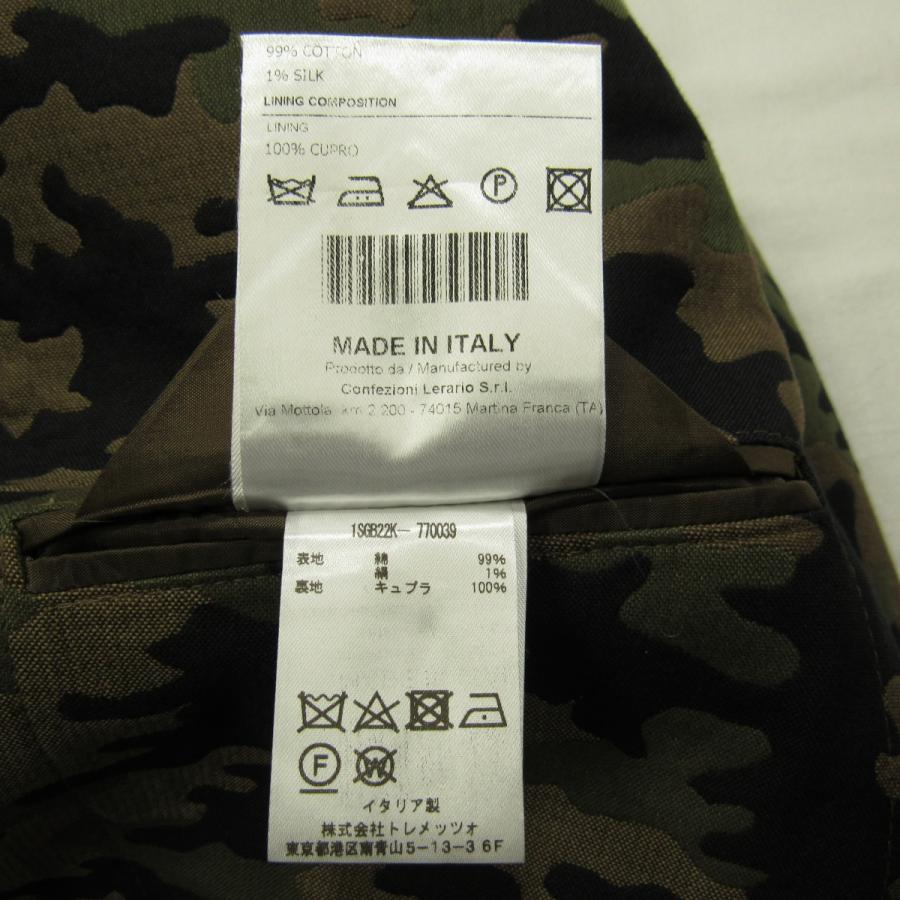 99% COTTON
1% SILK
LINING COMPOSITION
LINING
100% CUPRO
P
MADE IN ITALY
Prodotto da / Manufactured by
Confezioni Lerario S.r.l.
Via Mottola km 2.200 - 74015 Martina Franca (TA)
1SGB22K- 770039
表地 綿 99%
絹 1%
裏地 キュプラ 100%
F W
イタリア製
株式会社トレメッツォ
東京都港区南青山5-13-3 6F